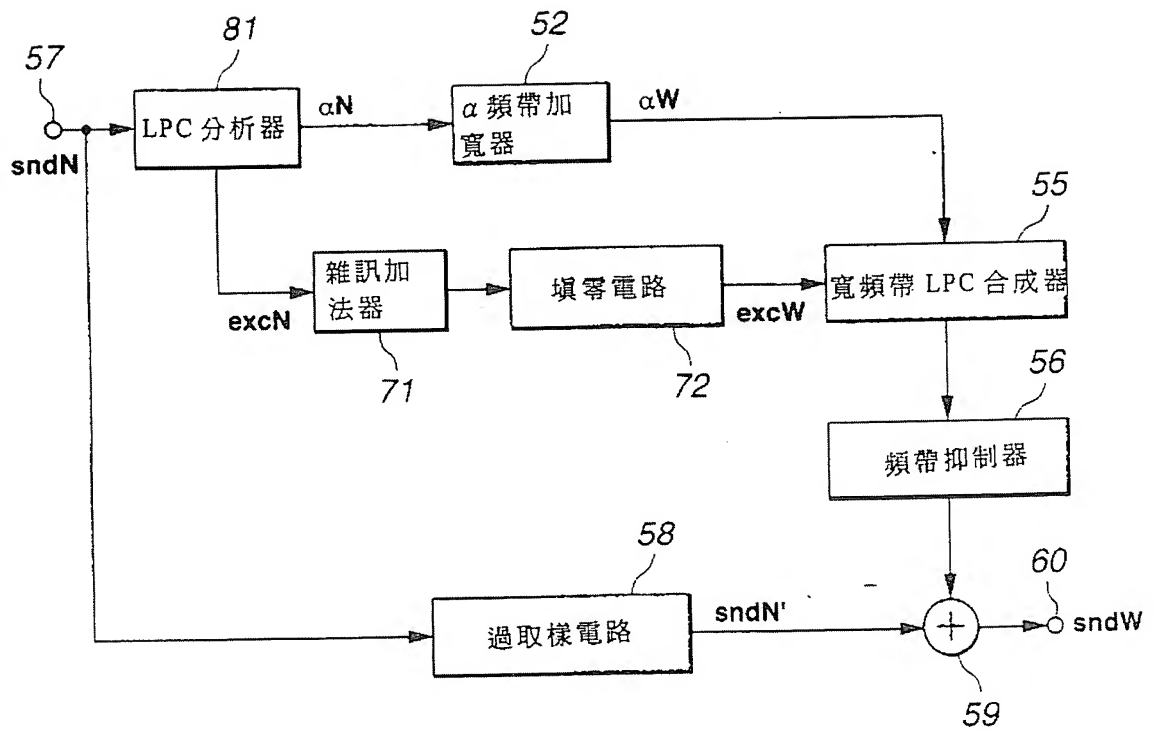 81
52
57
LPC 分析器
αN
α 頻帶加
寬器
αW
sndN
55
雜訊加
法器
填零電路
寬頻帶 LPC 合成器
excN
excW
71
72
56
頻帶抑制器
58
60
過取樣電路
sndN'
+
sndW
59